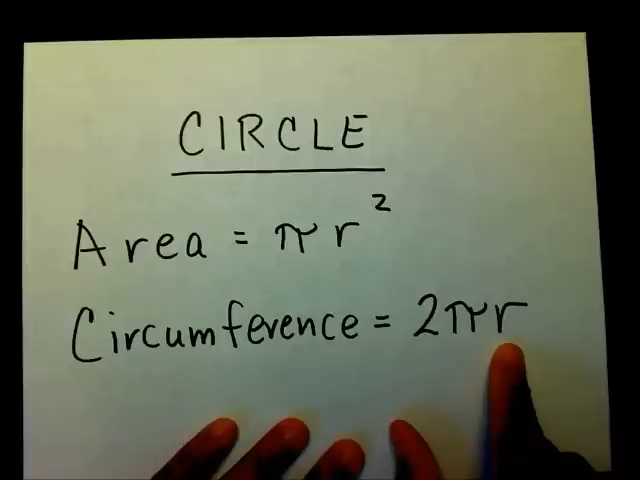 CIRCLE
Area = πr²
Circumference = 2πr